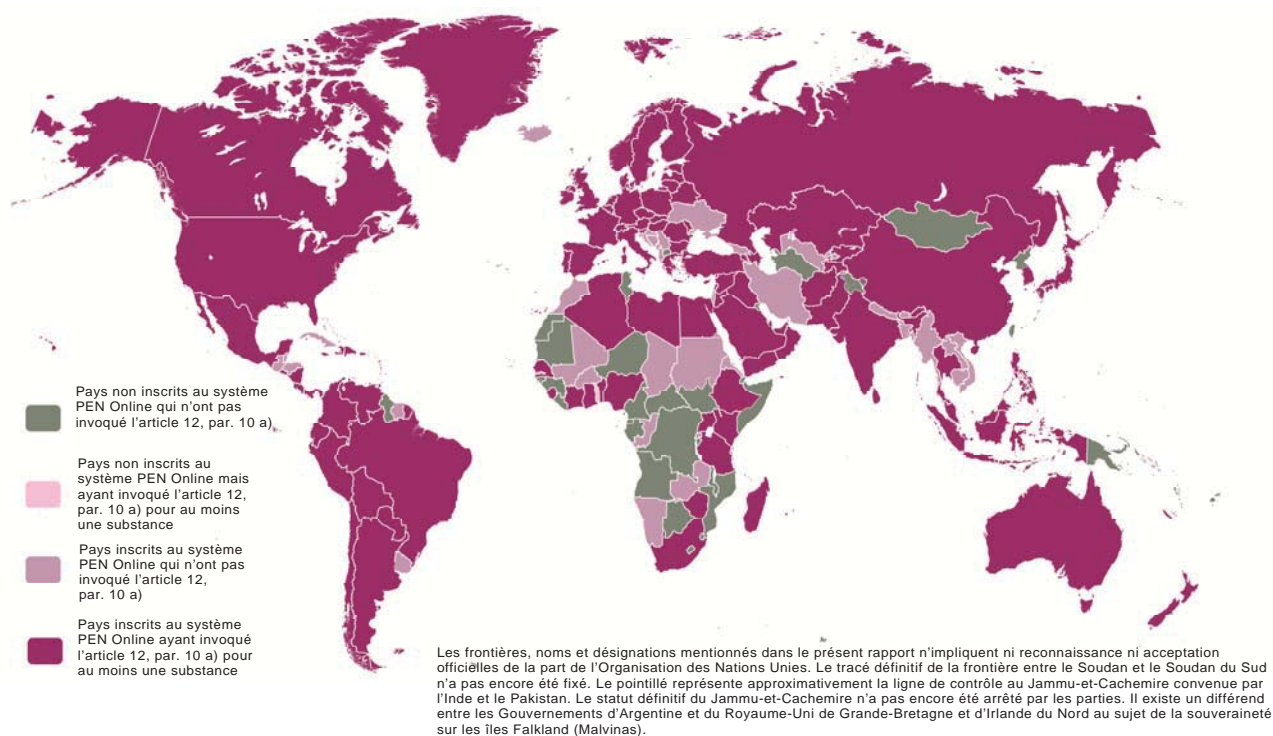 Pays non inscrits au système
PEN Online qui n'ont pas
invoqué l'article 12, par. 10 a)
Pays non inscrits au
système PEN Online mais
ayant invoqué l'article 12,
par. 10 a) pour au moins
une substance
Pays inscrits au système
PEN Online qui n'ont pas
invoqué l'article 12,
par. 10 a)
Pays inscrits au système
PEN Online ayant invoqué
l'article 12, par. 10 a) pour
au moins une substance
Les frontières, noms et désignations mentionnés dans le présent rapport n'impliquent ni reconnaissance ni acceptation
officielles de la part de l'Organisation des Nations Unies. Le tracé définitif de la frontière entre le Soudan et le Soudan du Sud
n'a pas encore été fixé. Le pointillé représente approximativement la ligne de contrôle au Jammu-et-Cachemire convenue par
l'Inde et le Pakistan. Le statut définitif du Jammu-et-Cachemire n'a pas encore été arrêté par les parties. Il existe un différend
entre les Gouvernements d'Argentine et du Royaume-Uni de Grande-Bretagne et d'Irlande du Nord au sujet de la souveraineté
sur les îles Falkland (Malvinas).